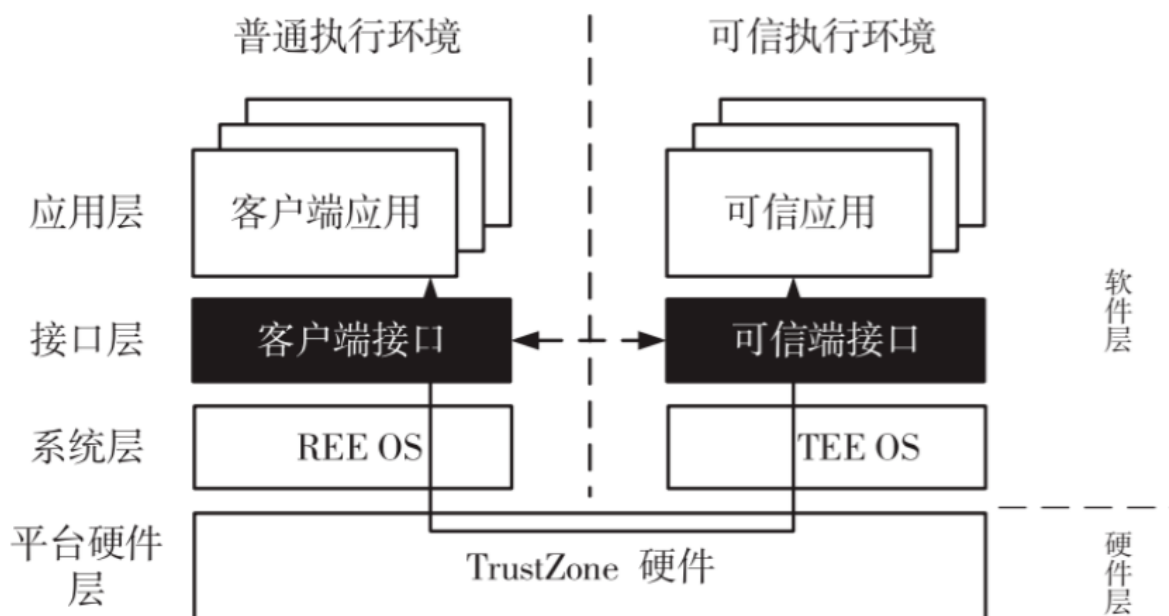 普通执行环境
可信执行环境
应用层
客户端应用
可信应用
接口层
客户端接口
可信端接口
软件层
系统层
REE OS
TEE OS
平台硬件层
TrustZone 硬件
硬件层